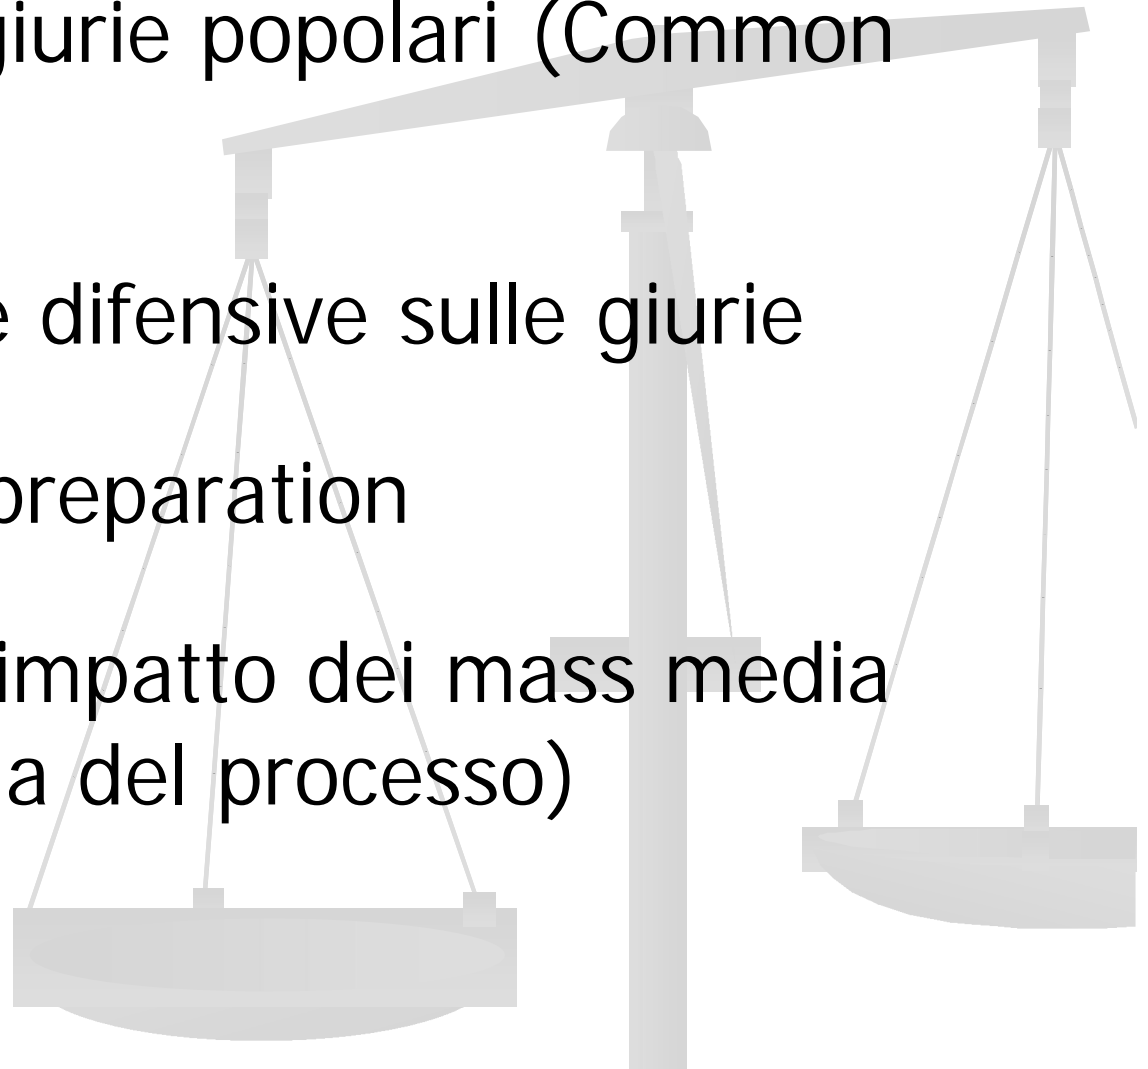 giurie popolari (Common
e difensive sulle giurie
preparation
impatto dei mass media
a del processo)